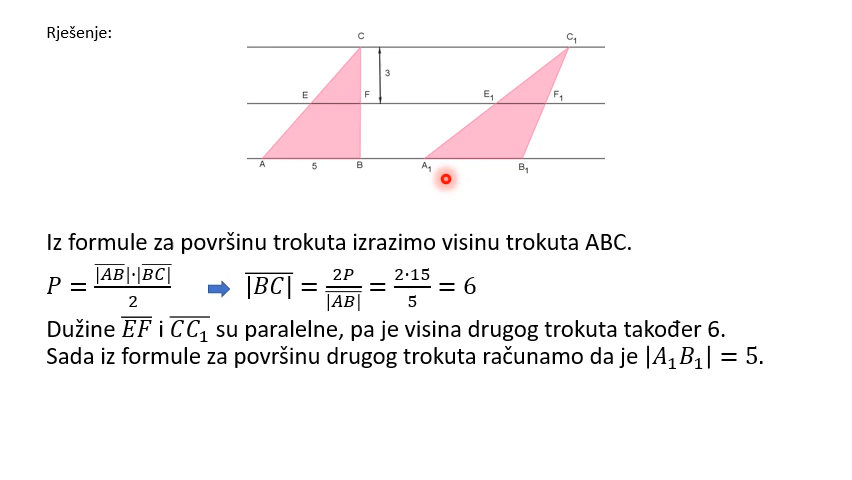 Rješenje:
C C₁
3
E F E₁ F₁
A 5 B A₁ B₁
Iz formule za površinu trokuta izrazimo visinu trokuta ABC.
P = |AB|·|BC| / 2 |BC| = 2P / |AB| = 2·15 / 5 = 6
Dužine EF i CC₁ su paralelne, pa je visina drugog trokuta također 6.
Sada iz formule za površinu drugog trokuta računamo da je |A₁B₁| = 5.